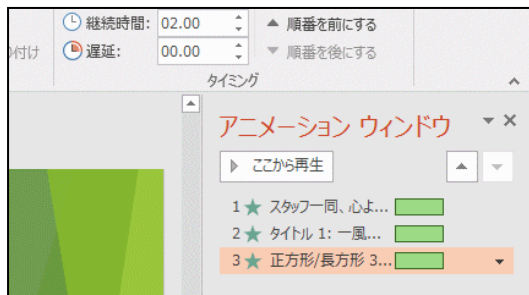 継続時間: 02.00 順番を前にする
付け 遅延: 00.00 順番を後にする
タイミング
アニメーション ウィンドウ
ここから再生
1 スタッフ一同、心よ...
2 タイトル 1: 一風...
3 正方形/長方形 3...